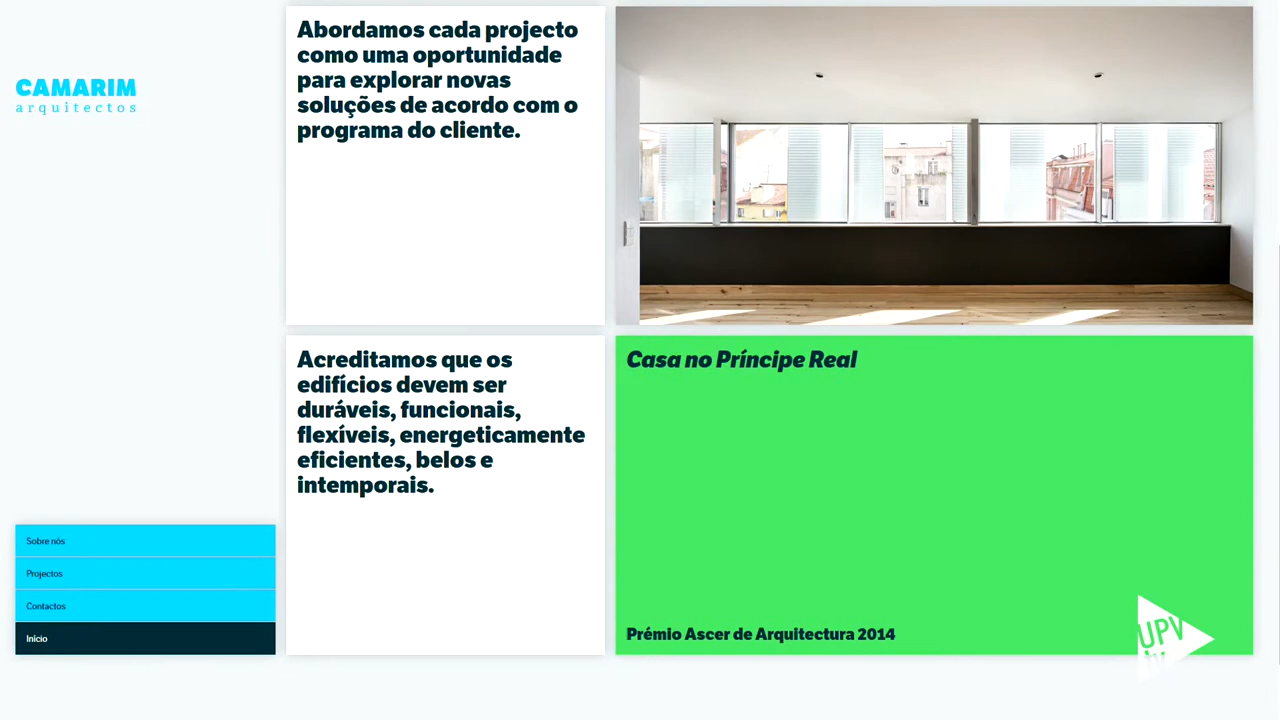 CAMARIM
arquitectos
Sobre nós
Projectos
Contactos
Início
Abordamos cada projecto
como uma oportunidade
para explorar novas
soluções de acordo com o
programa do cliente.
Acreditamos que os
edifícios devem ser
duráveis, funcionais,
flexíveis, energeticamente
eficientes, belos e
intemporais.
Casa no Príncipe Real
Prémio Ascer de Arquitectura 2014
UPV
tv